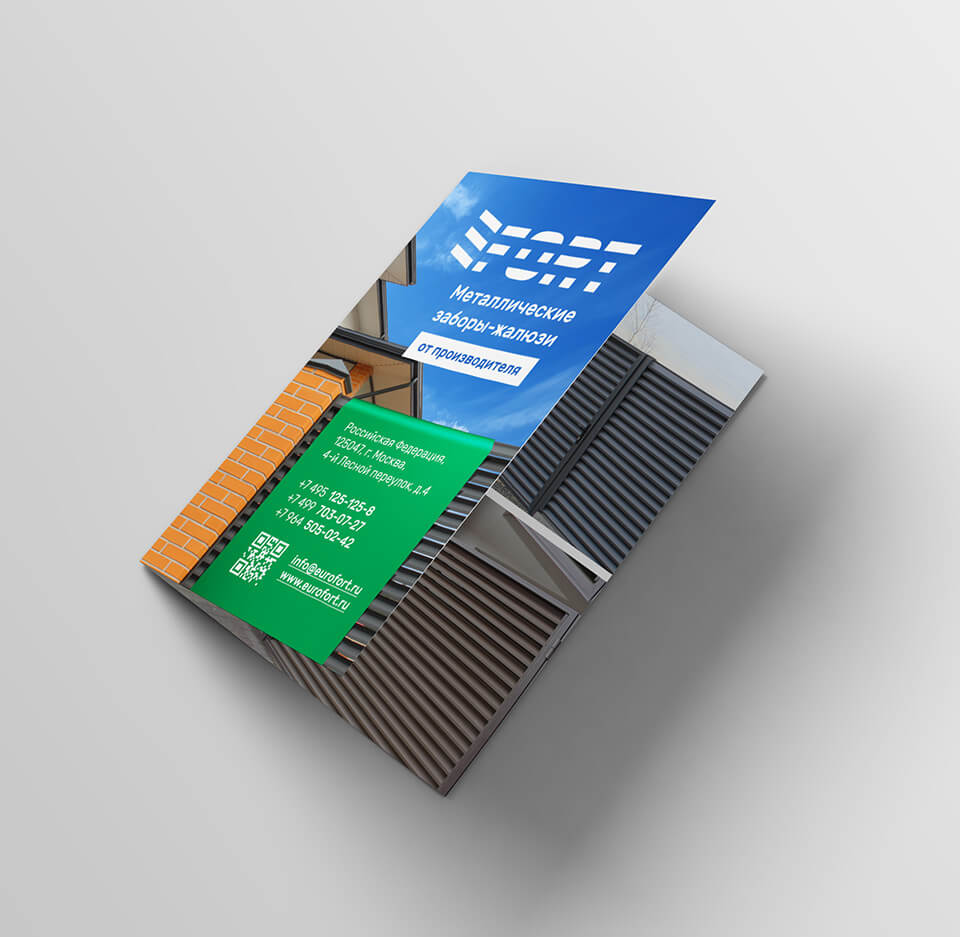 FORT
Металлические
заборы-жалюзи
от производителя
Российская Федерация,
125047, г. Москва,
4-й Лесной переулок, д.4
+7 495 125-125-8
+7 499 703-07-27
+7 964 505-02-42
info@eurofort.ru
www.eurofort.ru